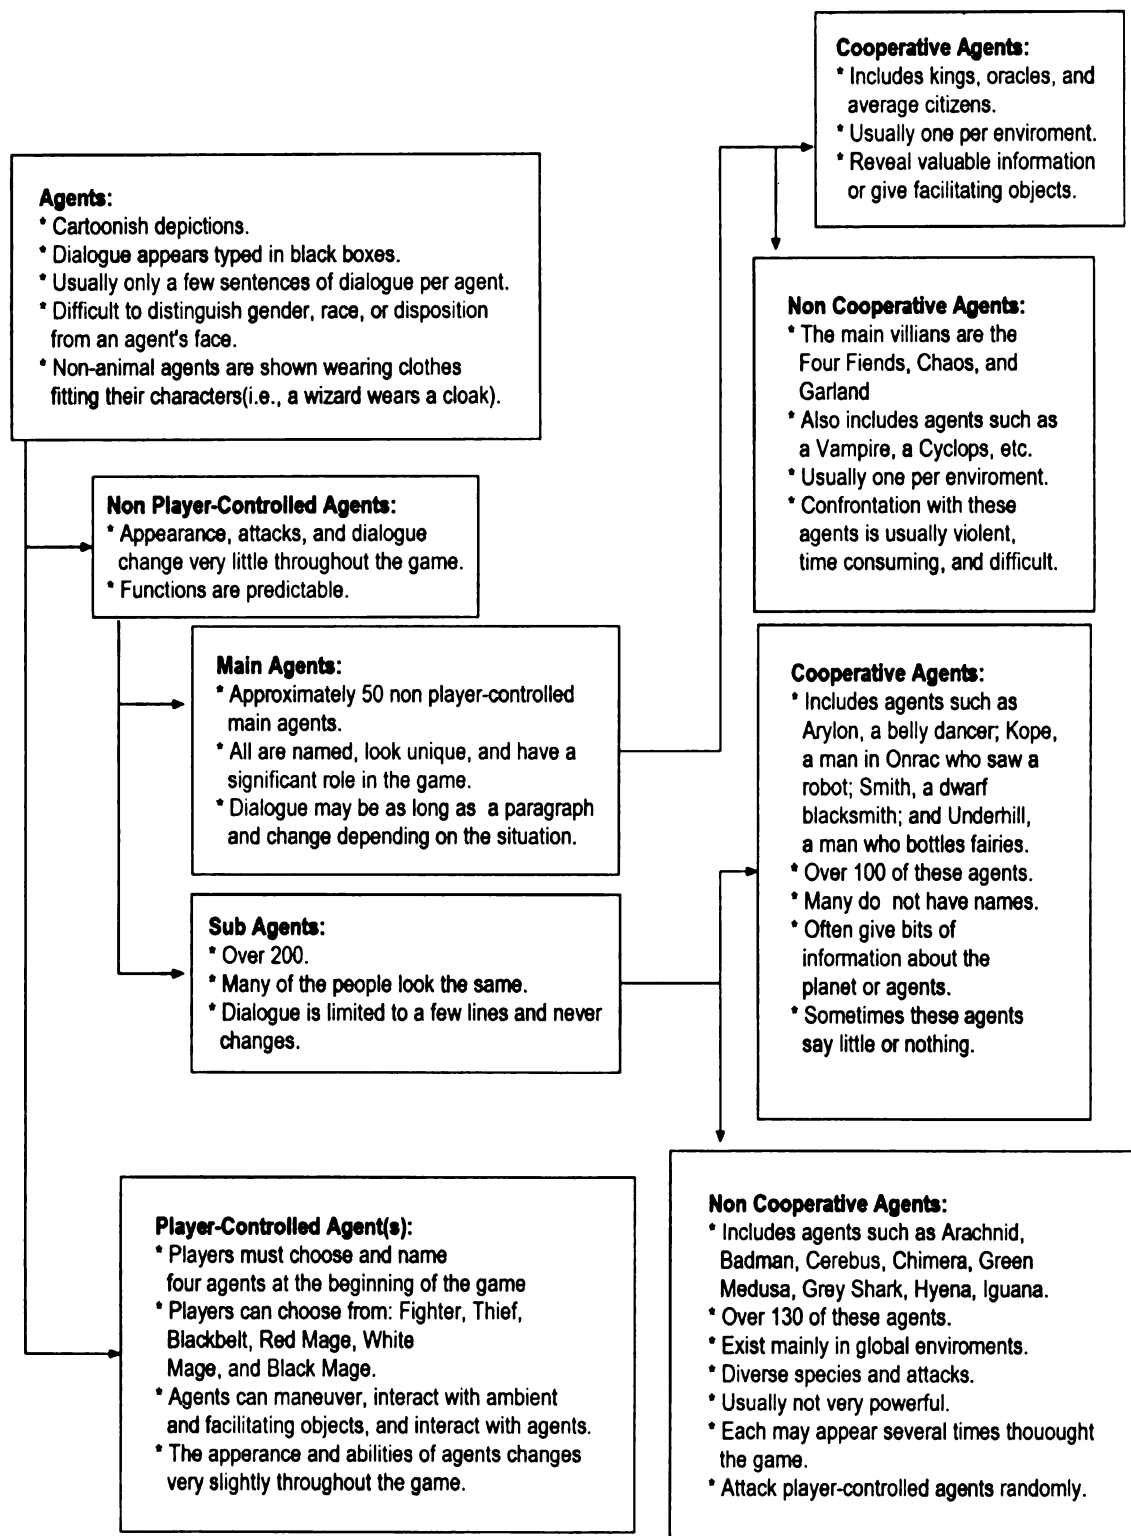 Agents:
* Cartoonish depictions.
* Dialogue appears typed in black boxes.
* Usually only a few sentences of dialogue per agent.
* Difficult to distinguish gender, race, or disposition
from an agent's face.
* Non-animal agents are shown wearing clothes
fitting their characters(i.e., a wizard wears a cloak).
Non Player-Controlled Agents:
* Appearance, attacks, and dialogue
change very little throughout the game.
* Functions are predictable.
Main Agents:
* Approximately 50 non player-controlled
main agents.
* All are named, look unique, and have a
significant role in the game.
* Dialogue may be as long as a paragraph
and change depending on the situation.
Cooperative Agents:
* Includes kings, oracles, and
average citizens.
* Usually one per enviroment.
* Reveal valuable information
or give facilitating objects.
Non Cooperative Agents:
* The main villians are the
Four Fiends, Chaos, and
Garland
* Also includes agents such as
a Vampire, a Cyclops, etc.
* Usually one per enviroment.
* Confrontation with these
agents is usually violent,
time consuming, and difficult.
Sub Agents:
* Over 200.
* Many of the people look the same.
* Dialogue is limited to a few lines and never
changes.
Cooperative Agents:
* Includes agents such as
Arylon, a belly dancer; Kope,
a man in Onrac who saw a
robot; Smith, a dwarf
blacksmith; and Underhill,
a man who bottles fairies.
* Over 100 of these agents.
* Many do not have names.
* Often give bits of
information about the
planet or agents.
* Sometimes these agents
say little or nothing.
Non Cooperative Agents:
* Includes agents such as Arachnid,
Badman, Cerebus, Chimera, Green
Medusa, Grey Shark, Hyena, Iguana.
* Over 130 of these agents.
* Exist mainly in global enviroments.
* Diverse species and attacks.
* Usually not very powerful.
* Each may appear several times thouought
the game.
* Attack player-controlled agents randomly.
Player-Controlled Agent(s):
* Players must choose and name
four agents at the beginning of the game
* Players can choose from: Fighter, Thief,
Blackbelt, Red Mage, White
Mage, and Black Mage.
* Agents can maneuver, interact with ambient
and facilitating objects, and interact with agents.
* The apperance and abilities of agents changes
very slightly throughout the game.